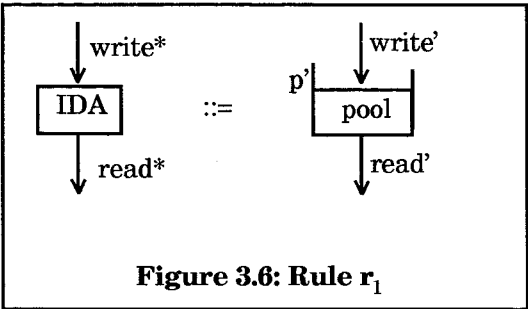 write*
IDA
read*
::=
write'
p'
pool
read'
Figure 3.6: Rule r₁